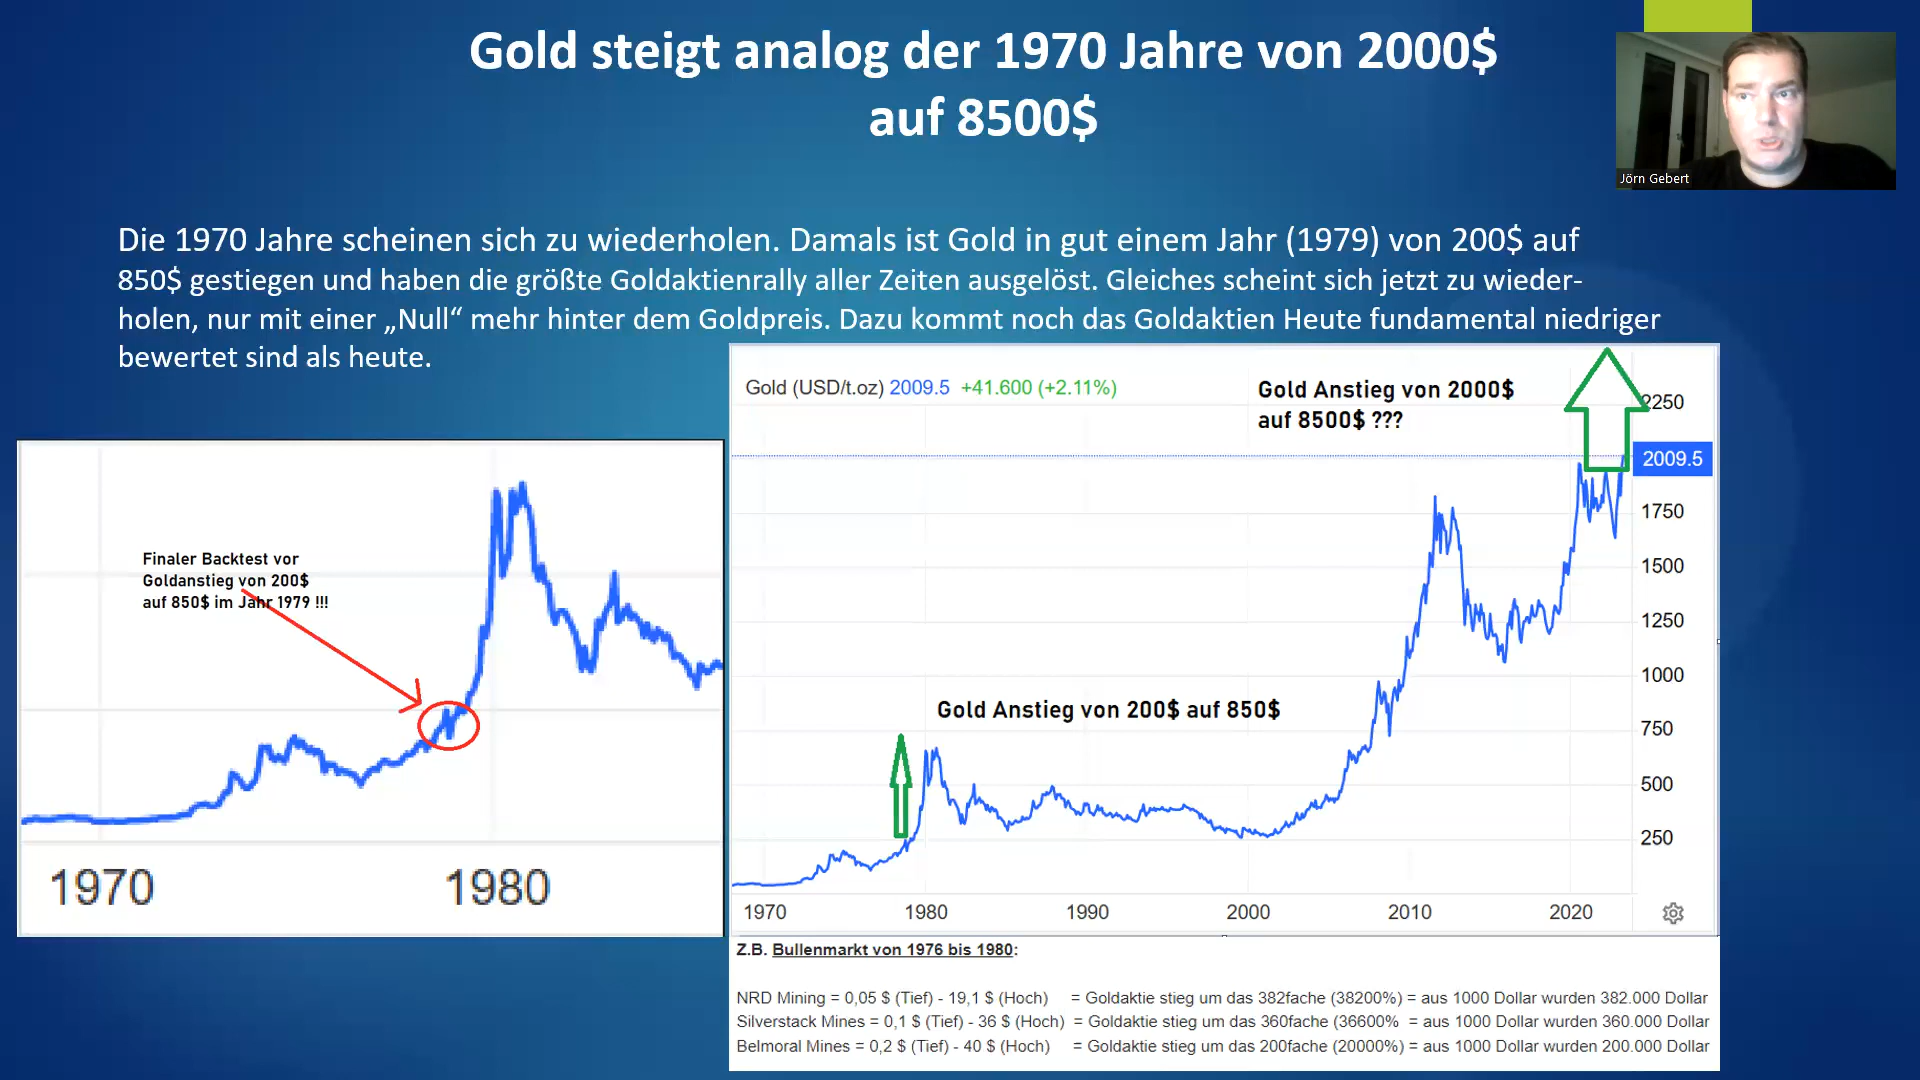 Gold steigt analog der 1970 Jahre von 2000$
auf 8500$
Jörn Gebert
Die 1970 Jahre scheinen sich zu wiederholen. Damals ist Gold in gut einem Jahr (1979) von 200$ auf
850$ gestiegen und haben die größte Goldaktienrally aller Zeiten ausgelöst. Gleiches scheint sich jetzt zu wieder-
holen, nur mit einer „Null“ mehr hinter dem Goldpreis. Dazu kommt noch das Goldaktien Heute fundamental niedriger
bewertet sind als heute.
Finaler Backtest vor
Goldanstieg von 200$
auf 850$ im Jahr 1979 !!!
1970 1980
Gold (USD/t.oz) 2009.5 +41.600 (+2.11%)
Gold Anstieg von 2000$
auf 8500$ ???
2250
2009.5
1750
1500
1250
1000
Gold Anstieg von 200$ auf 850$
750
500
250
1970 1980 1990 2000 2010 2020
Z.B. Bullenmarkt von 1976 bis 1980:
NRD Mining = 0,05 $ (Tief) - 19,1 $ (Hoch) = Goldaktie stieg um das 382fache (38200%) = aus 1000 Dollar wurden 382.000 Dollar
Silverstack Mines = 0,1 $ (Tief) - 36 $ (Hoch) = Goldaktie stieg um das 360fache (36600% = aus 1000 Dollar wurden 360.000 Dollar
Belmoral Mines = 0,2 $ (Tief) - 40 $ (Hoch) = Goldaktie stieg um das 200fache (20000%) = aus 1000 Dollar wurden 200.000 Dollar